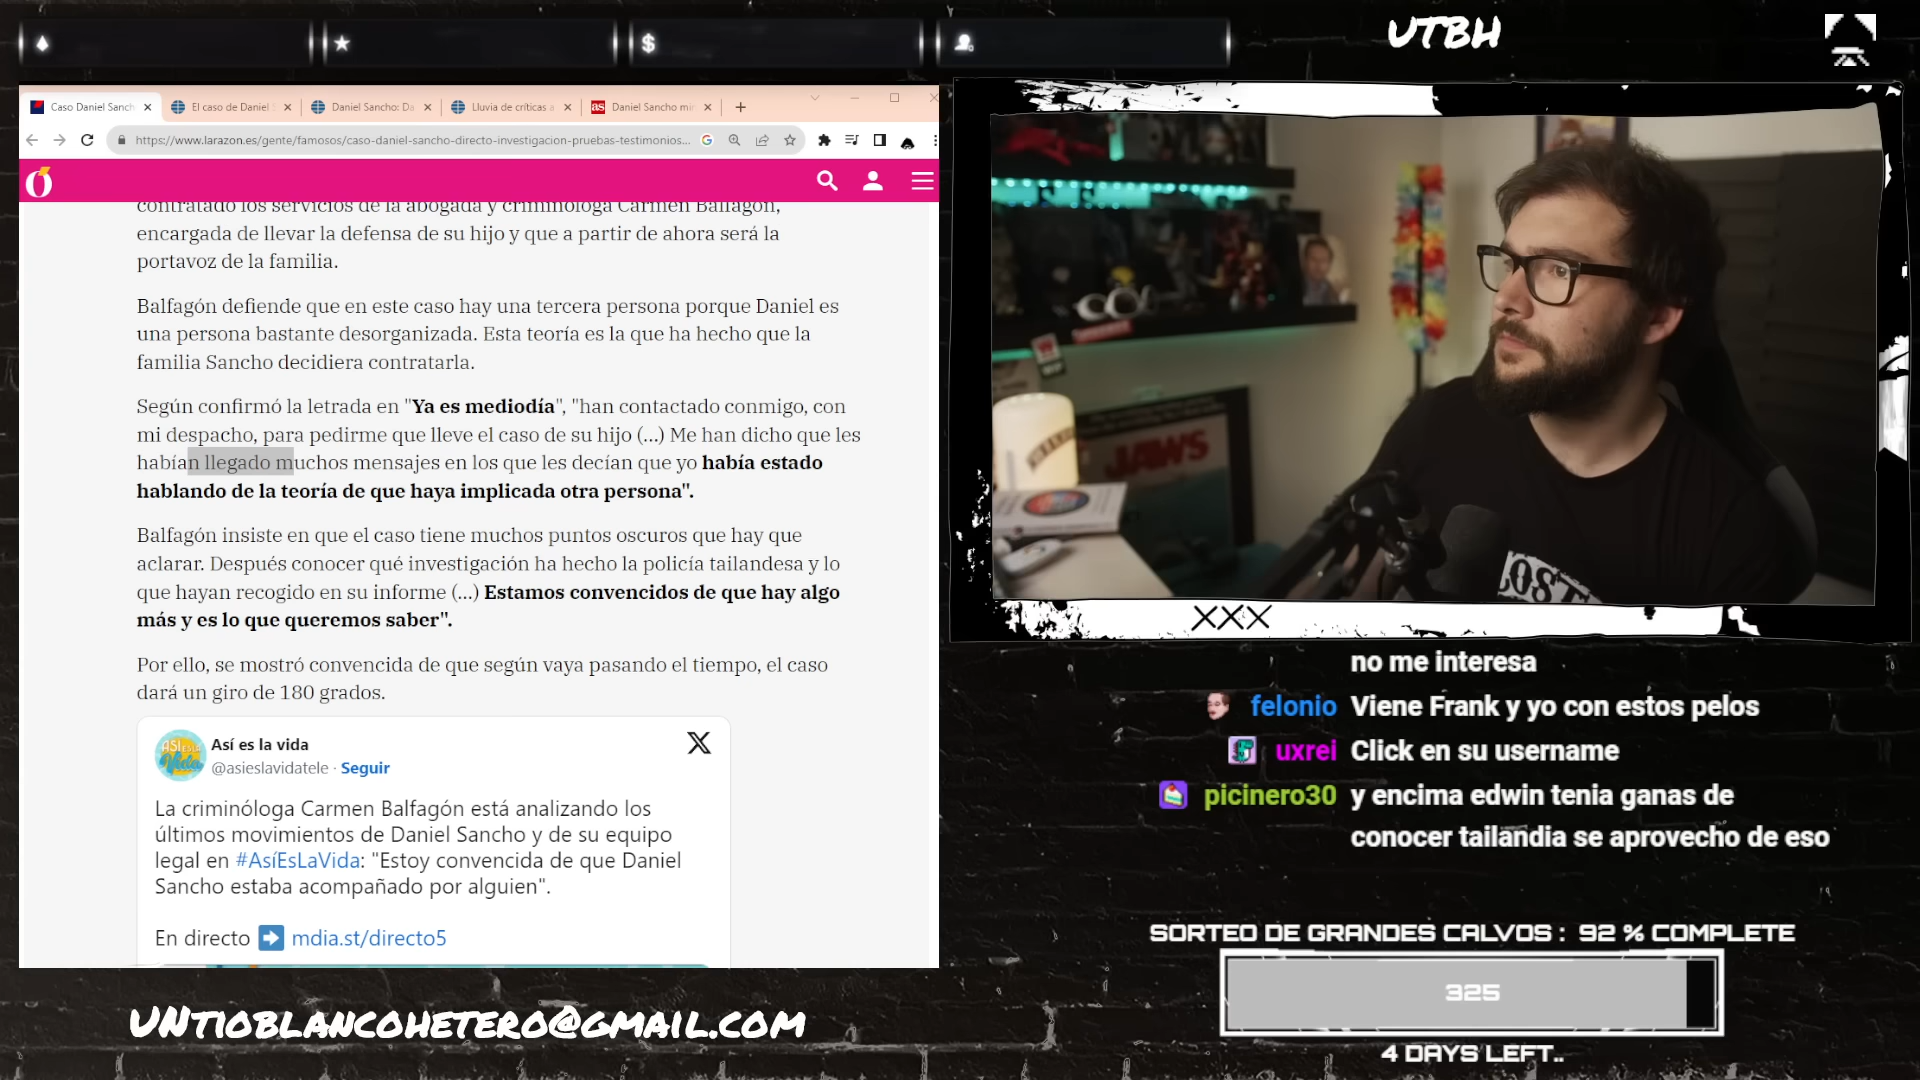 UTBH
Caso Daniel Sanch
El caso de Daniel
Daniel Sancho: Da
Lluvia de críticas a
as
Daniel Sancho mi
https://www.larazon.es/gente/famosos/caso-daniel-sancho-directo-investigacion-pruebas-testimonios...
contratado los servicios de la abogada y criminóloga Carmen Balfagón,
encargada de llevar la defensa de su hijo y que a partir de ahora será la
portavoz de la familia.
Balfagón defiende que en este caso hay una tercera persona porque Daniel es
una persona bastante desorganizada. Esta teoría es la que ha hecho que la
familia Sancho decidiera contratarla.
Según confirmó la letrada en "Ya es mediodía", "han contactado conmigo, con
mi despacho, para pedirme que lleve el caso de su hijo (...) Me han dicho que les
habían llegado muchos mensajes en los que les decían que yo había estado
hablando de la teoría de que haya implicada otra persona".
Balfagón insiste en que el caso tiene muchos puntos oscuros que hay que
aclarar. Después conocer qué investigación ha hecho la policía tailandesa y lo
que hayan recogido en su informe (...) Estamos convencidos de que hay algo
más y es lo que queremos saber".
Por ello, se mostró convencida de que según vaya pasando el tiempo, el caso
dará un giro de 180 grados.
Así es la vida
@asieslavidatele · Seguir
La criminóloga Carmen Balfagón está analizando los
últimos movimientos de Daniel Sancho y de su equipo
legal en #AsíEsLaVida: "Estoy convencida de que Daniel
Sancho estaba acompañado por alguien".
En directo ➡ mdia.st/directo5
UNTIOBLANCOHETERO@GMAIL.COM
JAWS
XXX
no me interesa
felonio Viene Frank y yo con estos pelos
uxrei Click en su username
picinero30 y encima edwin tenia ganas de
conocer tailandia se aprovecho de eso
SORTEO DE GRANDES CALVOS : 92 % COMPLETE
325
4 DAYS LEFT..